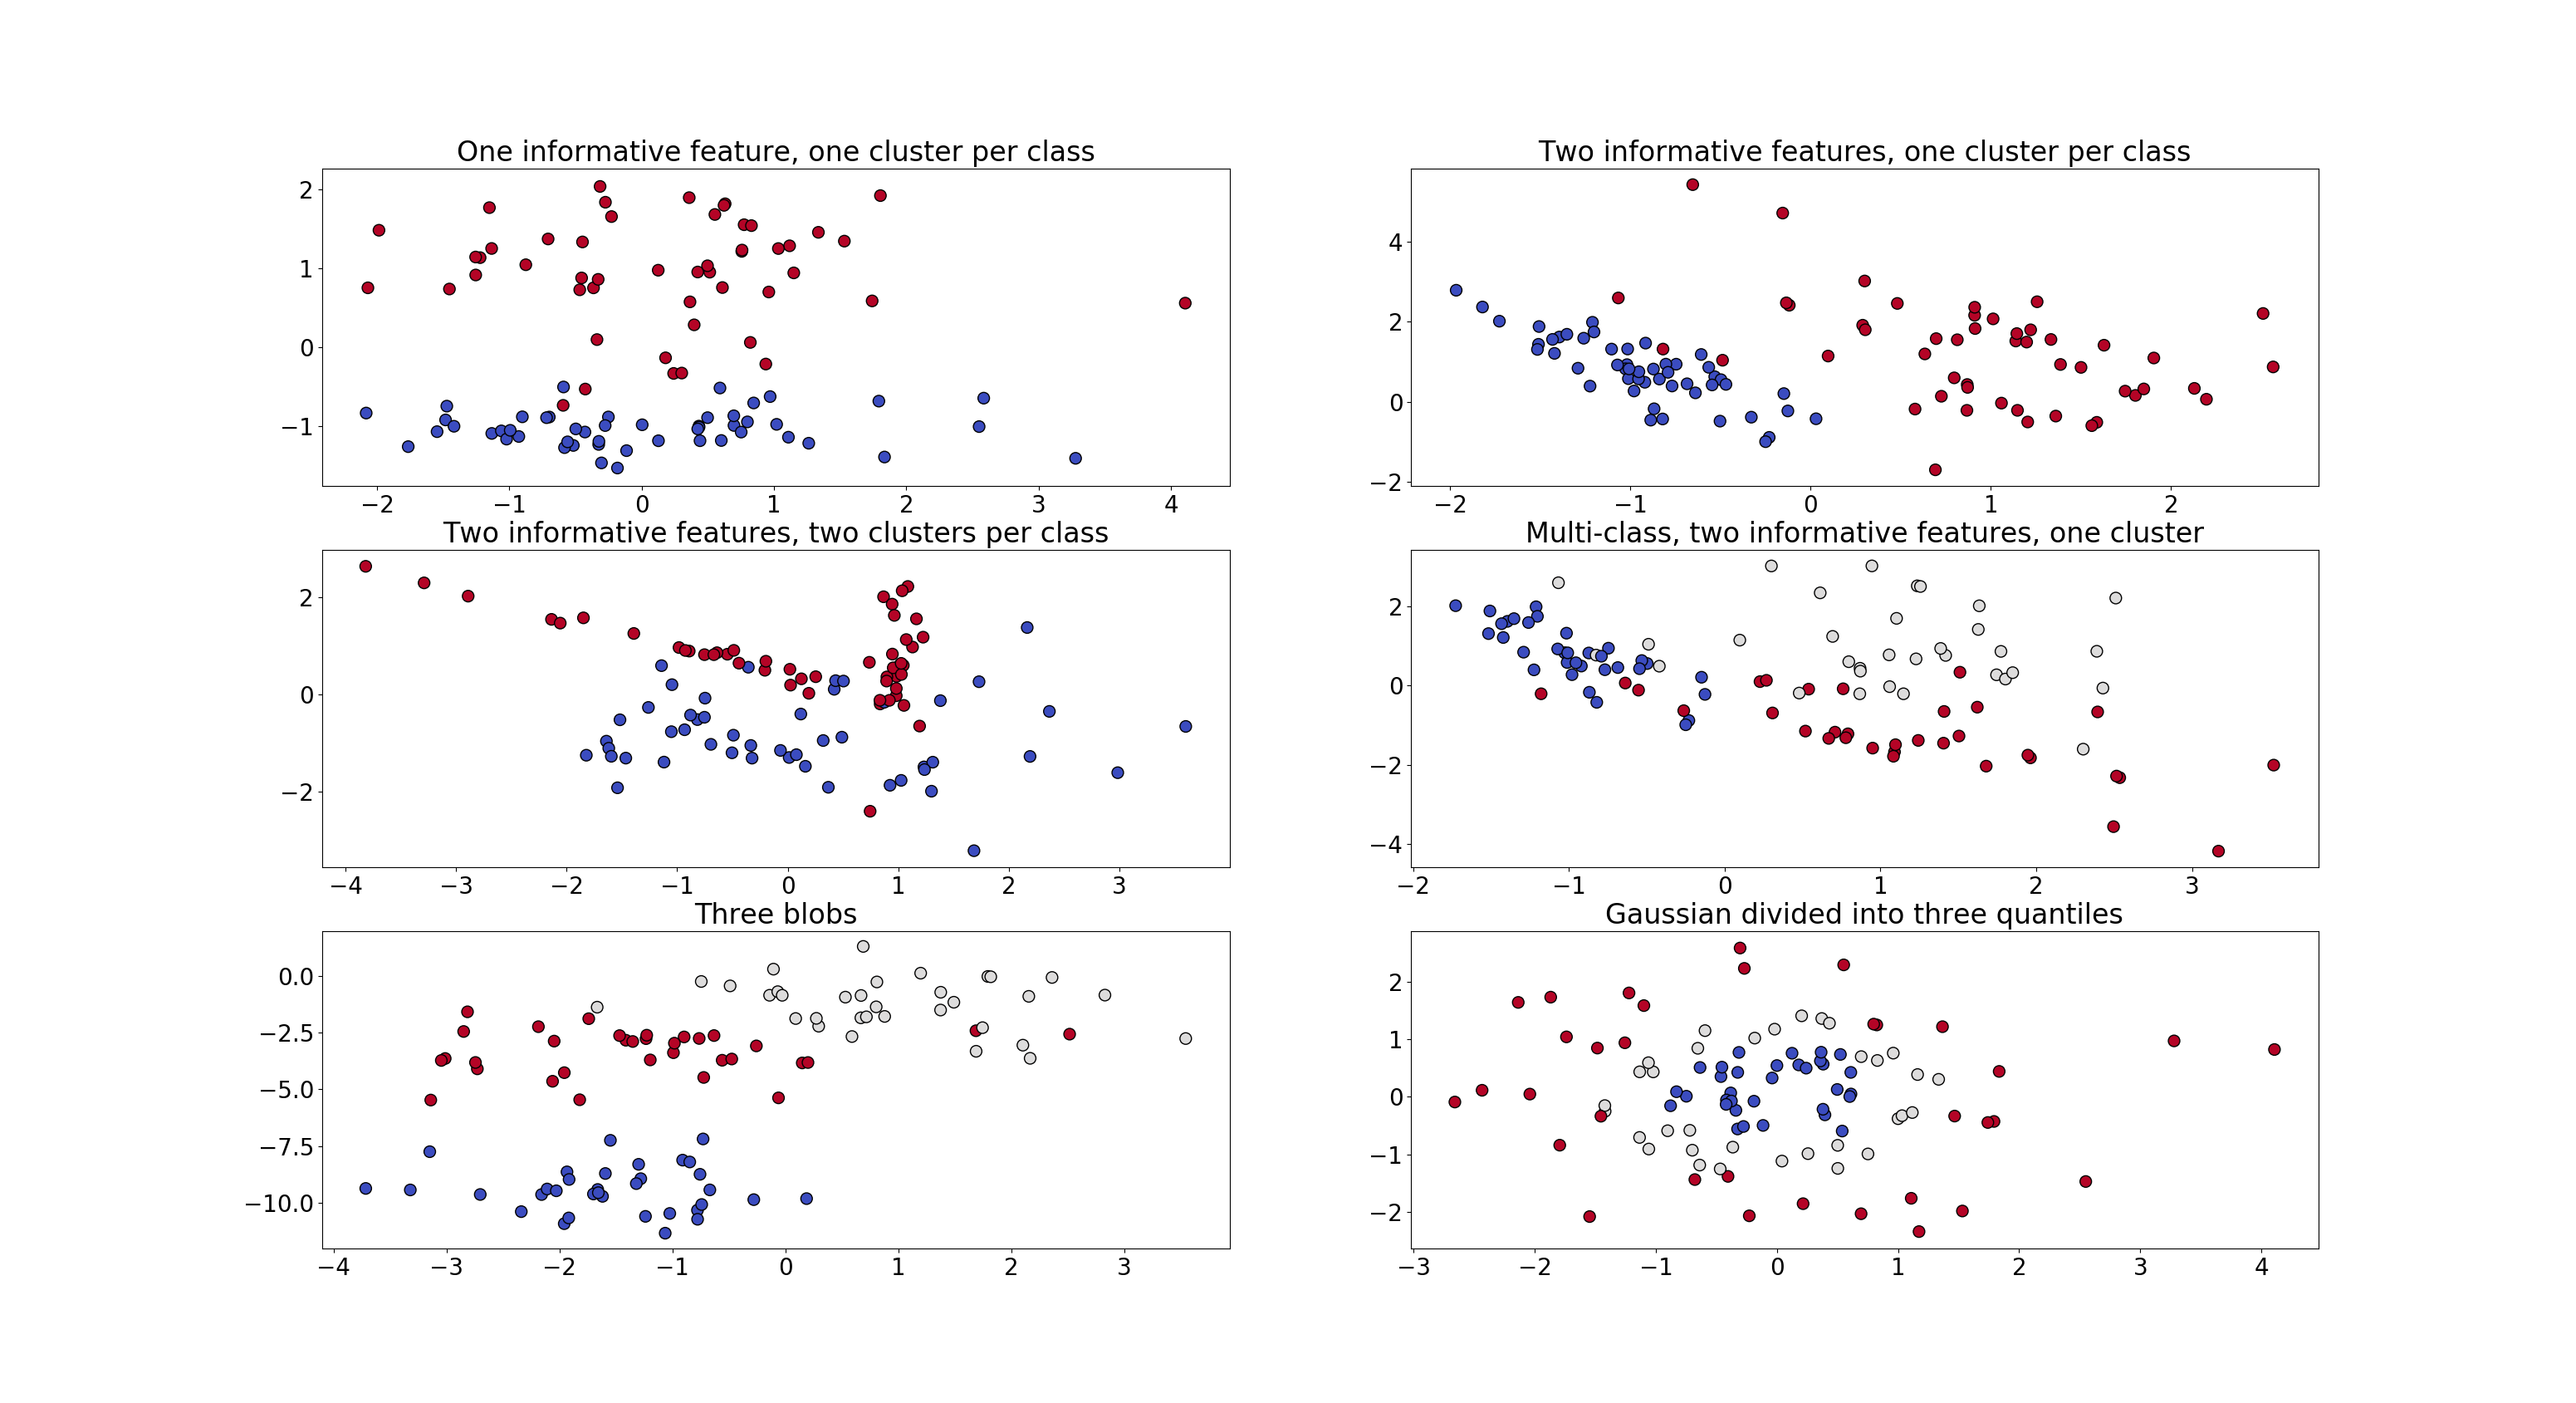 One informative feature, one cluster per class
2
1
0
−1
−2 −1 0 1 2 3 4
Two informative features, one cluster per class
4
2
0
−2
−2 −1 0 1 2
Two informative features, two clusters per class
2
0
−2
−4 −3 −2 −1 0 1 2 3
Multi-class, two informative features, one cluster
2
0
−2
−4
−2 −1 0 1 2 3
Three blobs
0.0
−2.5
−5.0
−7.5
−10.0
−4 −3 −2 −1 0 1 2 3
Gaussian divided into three quantiles
2
1
0
−1
−2
−3 −2 −1 0 1 2 3 4